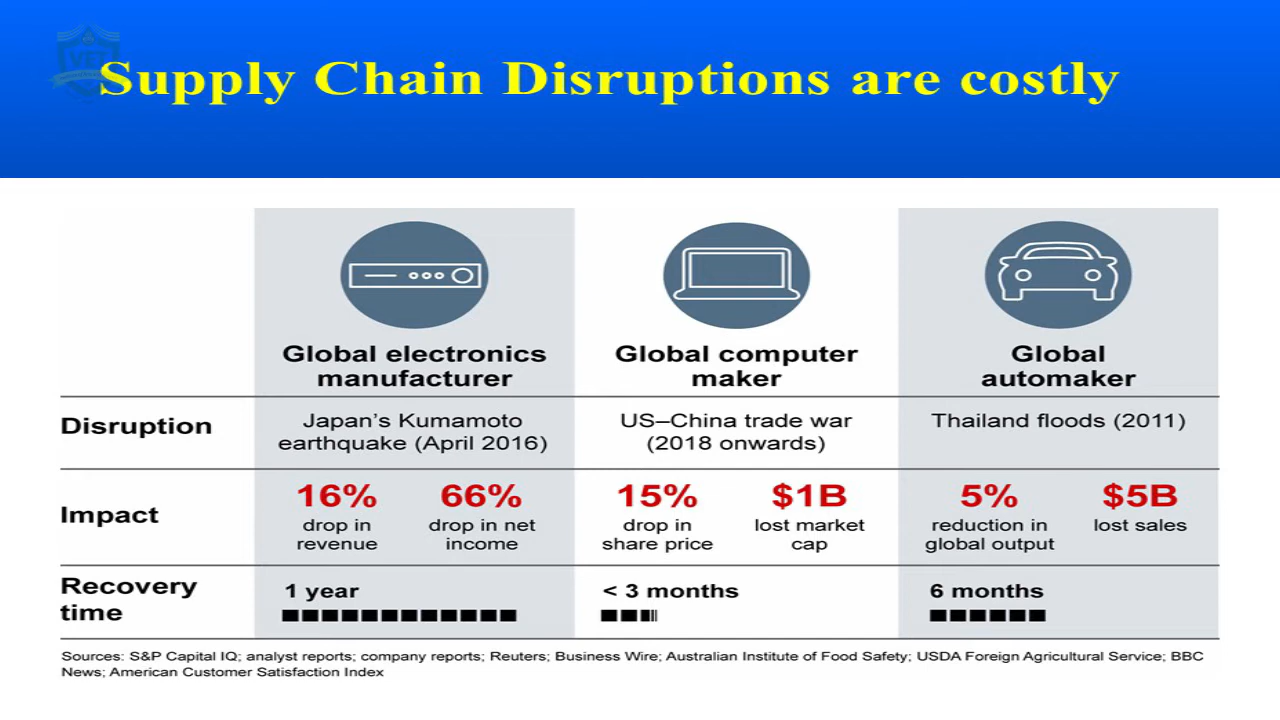 VET
Supply Chain Disruptions are costly
Global electronics
manufacturer
Global computer
maker
Global
automaker
Disruption
Japan's Kumamoto
earthquake (April 2016)
US–China trade war
(2018 onwards)
Thailand floods (2011)
Impact
16%
drop in
revenue
66%
drop in net
income
15%
drop in
share price
$1B
lost market
cap
5%
reduction in
global output
$5B
lost sales
Recovery
time
1 year
< 3 months
6 months
Sources: S&P Capital IQ; analyst reports; company reports; Reuters; Business Wire; Australian Institute of Food Safety; USDA Foreign Agricultural Service; BBC
News; American Customer Satisfaction Index